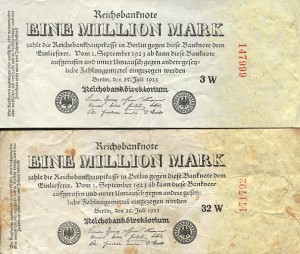 Reichsbanknote
EINE MILLION MARK
zahlt die Reichsbankhauptkasse in Berlin gegen diese Banknote dem
Einlieferer. Vom 1. September 1923 ab kann diese Banknote
aufgerufen und unter Umtausch gegen andere gesetz-
liche Zahlungsmittel eingezogen werden
Berlin, den 25. Juli 1923
Reichsbankdirektorium
3 W
147999
Reichsbanknote
EINE MILLION MARK
zahlt die Reichsbankhauptkasse in Berlin gegen diese Banknote dem
Einlieferer. Vom 1. September 1923 ab kann diese Banknote
aufgerufen und unter Umtausch gegen andere gesetz-
liche Zahlungsmittel eingezogen werden
Berlin, den 25. Juli 1923
Reichsbankdirektorium
32 W
171792